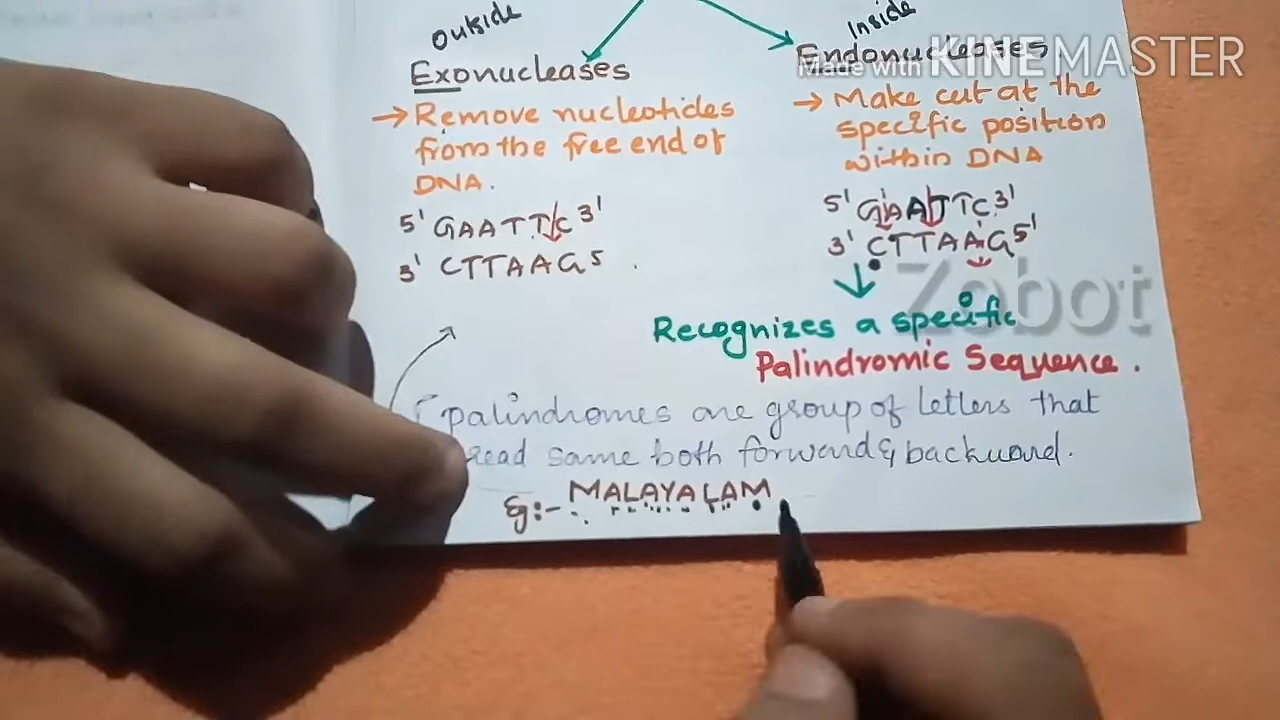 Outside
Exonucleases
→ Remove nucleotides
from the free end of
DNA.
5' GAATTC 3'
3' CTTAAG 5
Inside
Endonucleases.
Made with KINEMASTER
→ Make cut at the
specific position
within DNA
5' GAATTC 3'
3' CTTAAG 5'
Zobot
Recognizes a specific
Palindromic Sequence.
palindromes are group of letters that
read same both forward & backward.
Eg:- MALAYALAM